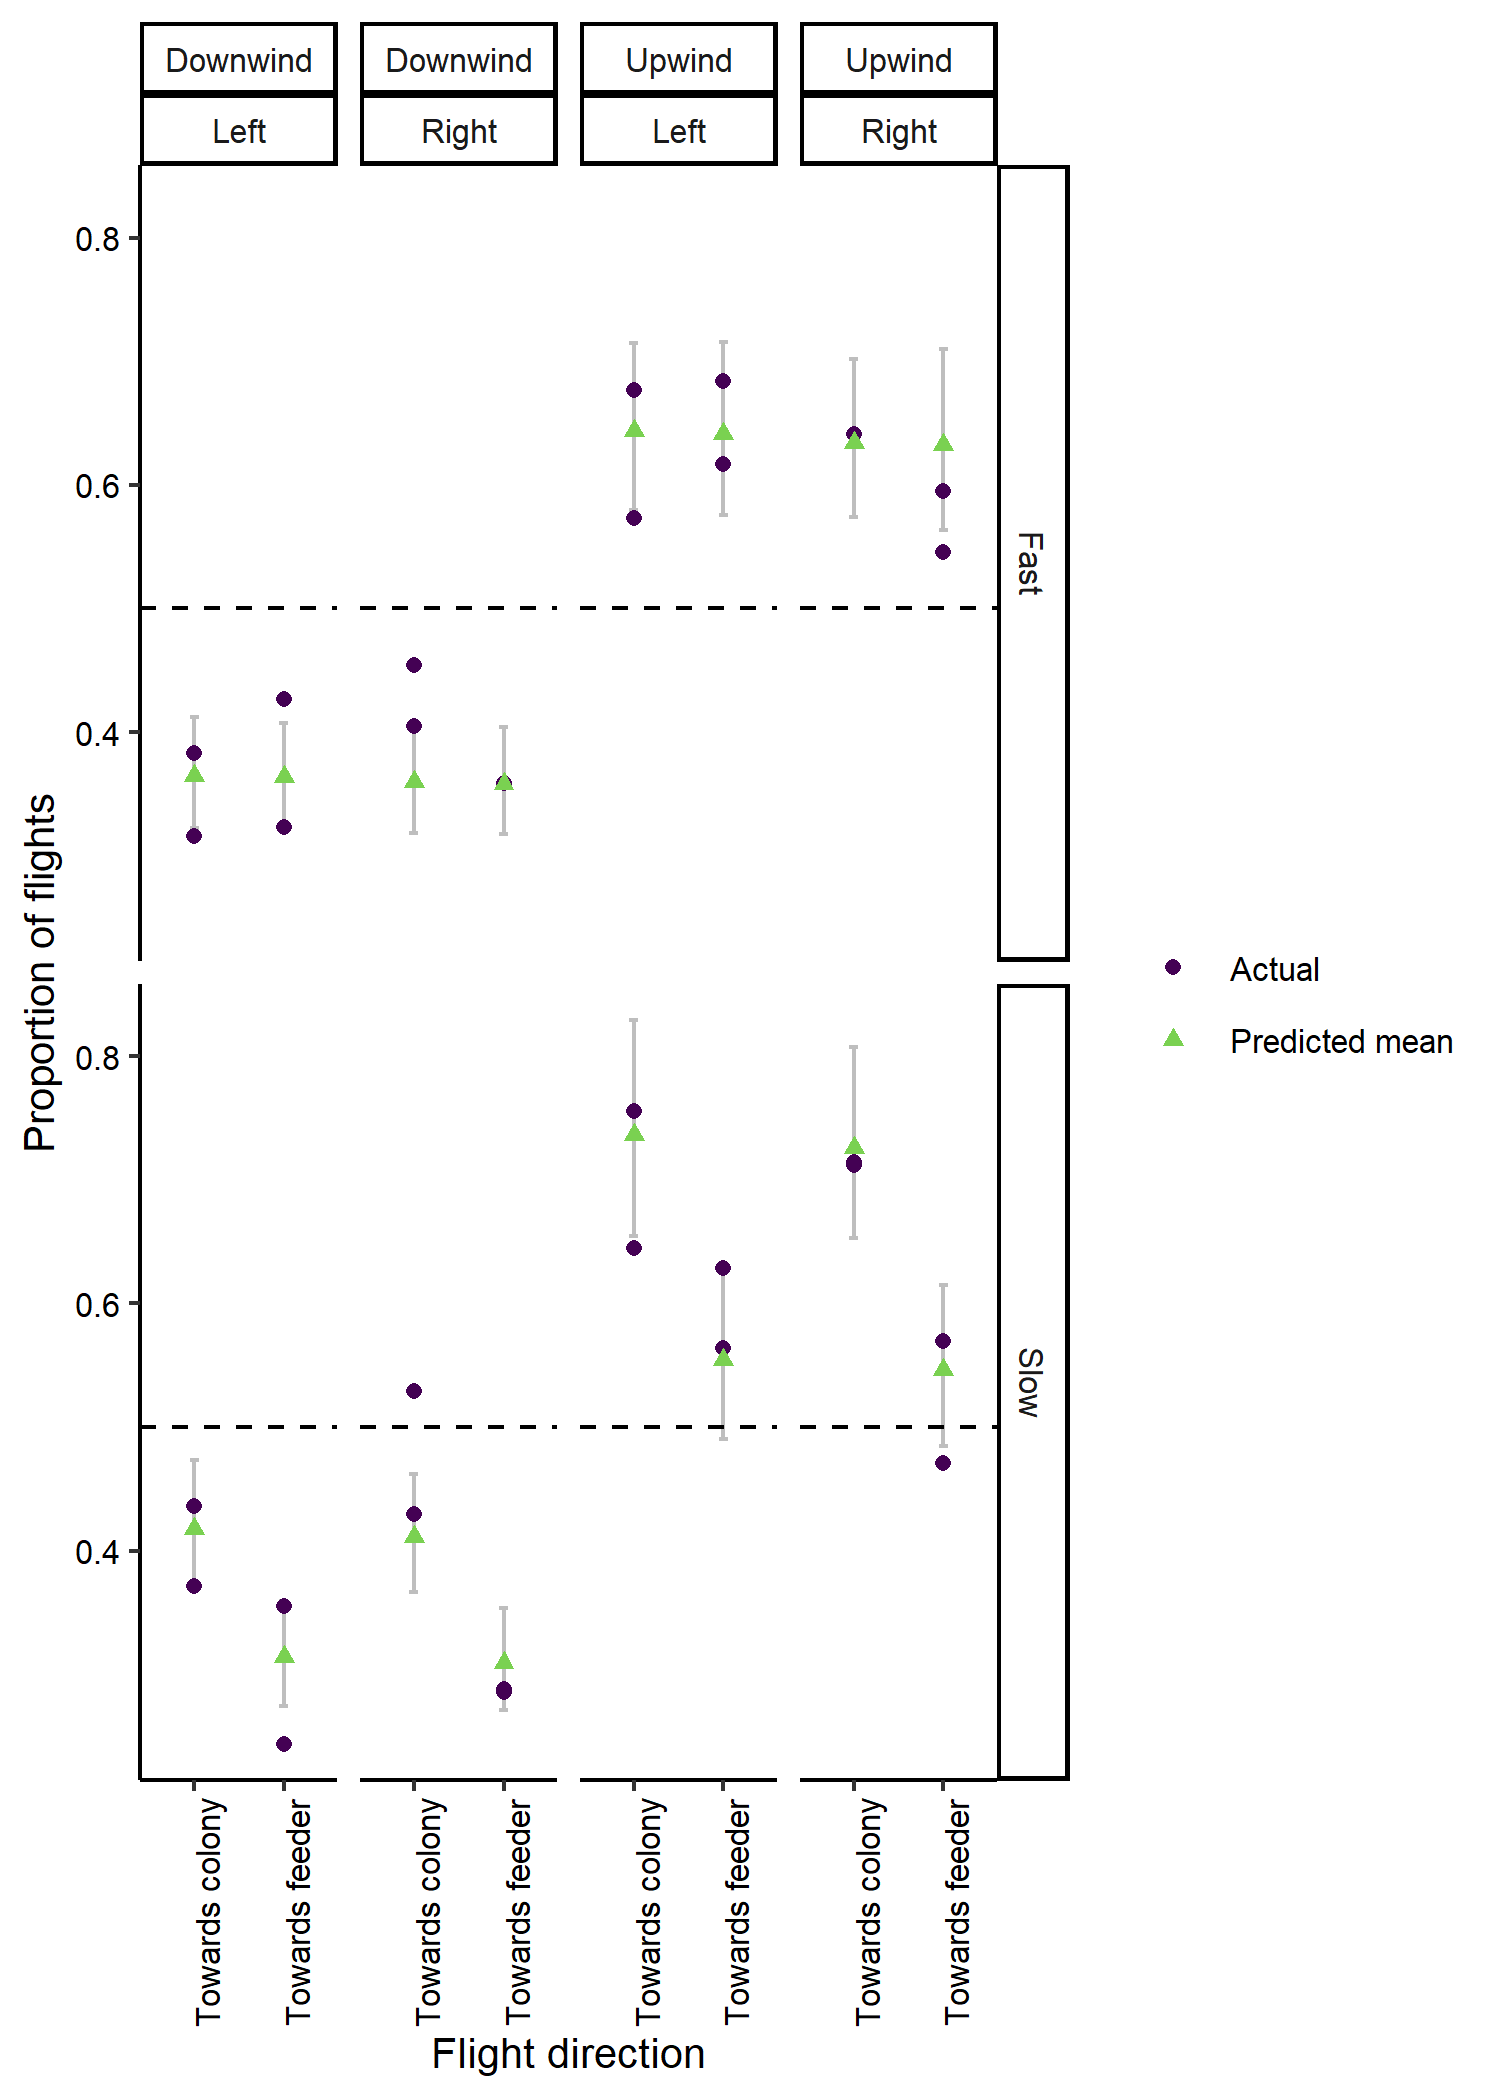 Downwind
Downwind
Upwind
Upwind
Left
Right
Left
Right
0.8
0.6
0.4
Fast
Proportion of flights
Actual
Predicted mean
0.8
0.6
0.4
Slow
Towards colony
Towards feeder
Towards colony
Towards feeder
Towards colony
Towards feeder
Towards colony
Towards feeder
Flight direction